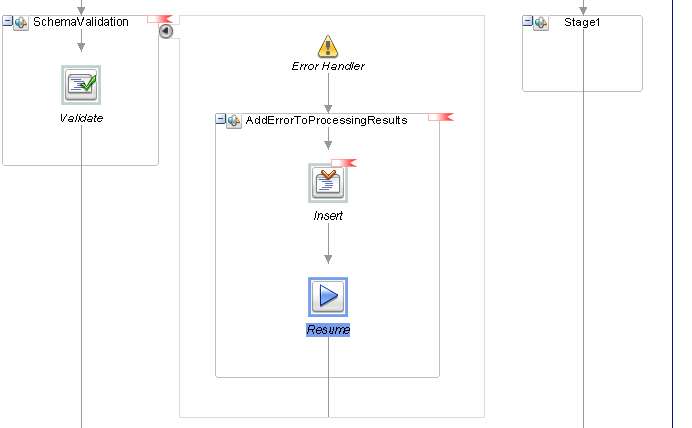 SchemaValidation
Validate
Error Handler
AddErrorToProcessingResults
Insert
Resume
Stage1